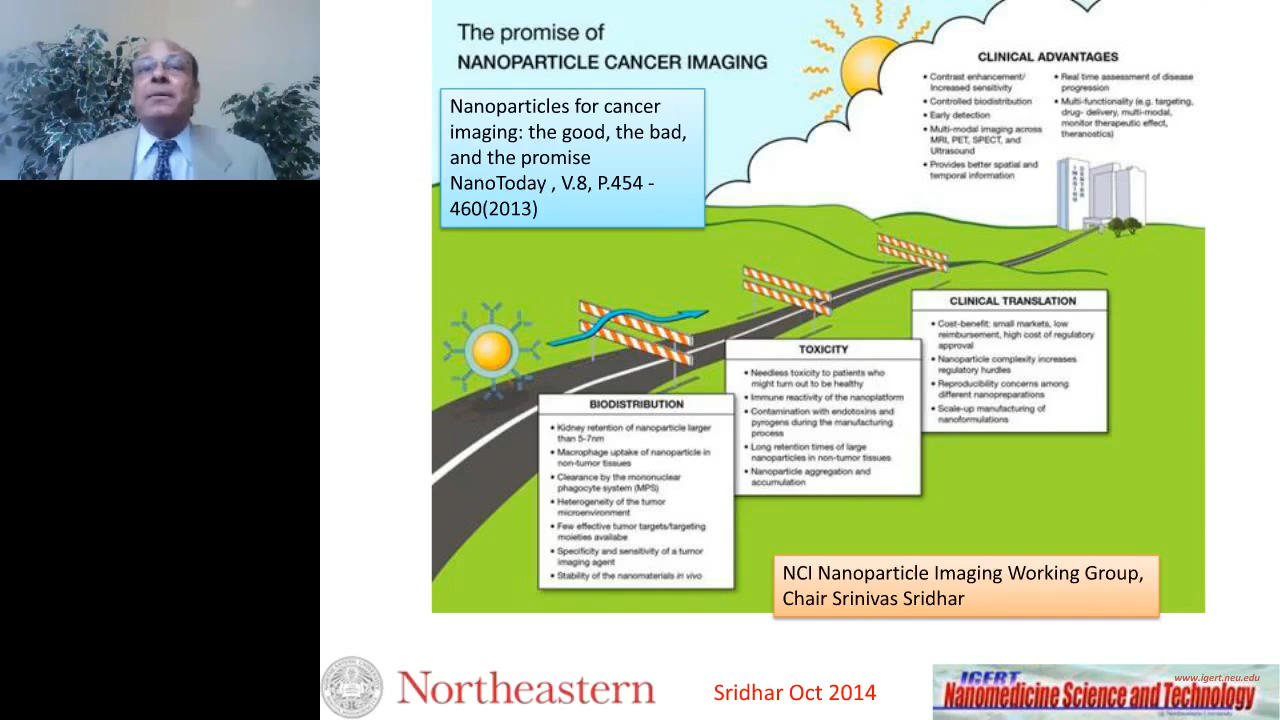 The promise of
NANOPARTICLE CANCER IMAGING
Nanoparticles for cancer
imaging: the good, the bad,
and the promise
NanoToday , V.8, P.454 -
460(2013)
CLINICAL ADVANTAGES
• Contrast enhancement/
Increased sensitivity
• Controlled biodistribution
• Early detection
• Multi-modal imaging across
MRI, PET, SPECT, and
Ultrasound
• Provides better spatial and
temporal information
• Real time assessment of disease
progression
• Multi-functionality (e.g. targeting,
drug- delivery, multi-modal,
monitor therapeutic effect,
theranostics)
IMAGING
CENTER
CLINICAL TRANSLATION
• Cost-benefit; small markets, low
reimbursement, high cost of regulatory
approval
• Nanoparticle complexity increases
regulatory hurdles
• Reproducibility concerns among
different nanopreparations
• Scale-up manufacturing of
nanoformulations
TOXICITY
• Needless toxicity to patients who
might turn out to be healthy
• Immune reactivity of the nanoplatform
• Contamination with endotoxins and
pyrogens during the manufacturing
process
• Long retention times of large
nanoparticles in non-tumor tissues
• Nanoparticle aggregation and
accumulation
BIODISTRIBUTION
• Kidney retention of nanoparticle larger
than 5-7nm
• Macrophage uptake of nanoparticle in
non-tumor tissues
• Clearance by the mononuclear
phagocyte system (MPS)
• Heterogeneity of the tumor
microenvironment
• Few effective tumor targets/targeting
moieties availabe
• Specificity and sensitivity of a tumor
imaging agent
• Stability of the nanomaterials in vivo
NCI Nanoparticle Imaging Working Group,
Chair Srinivas Sridhar
Northeastern
Sridhar Oct 2014
www.igert.neu.edu
IGERT
Nanomedicine Science and Technology